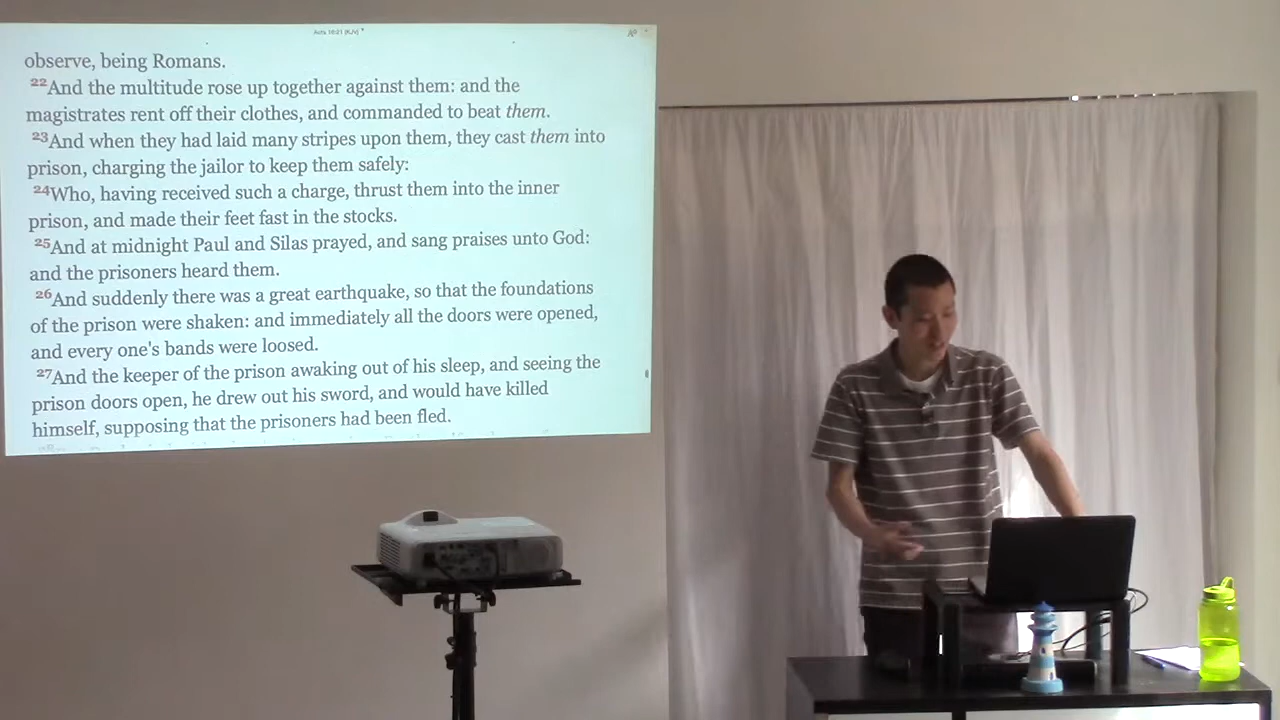 Acts 16:21 (KJV)
observe, being Romans.
22And the multitude rose up together against them: and the
magistrates rent off their clothes, and commanded to beat them.
23And when they had laid many stripes upon them, they cast them into
prison, charging the jailor to keep them safely:
24Who, having received such a charge, thrust them into the inner
prison, and made their feet fast in the stocks.
25And at midnight Paul and Silas prayed, and sang praises unto God:
and the prisoners heard them.
26And suddenly there was a great earthquake, so that the foundations
of the prison were shaken: and immediately all the doors were opened,
and every one's bands were loosed.
27And the keeper of the prison awaking out of his sleep, and seeing the
prison doors open, he drew out his sword, and would have killed
himself, supposing that the prisoners had been fled.